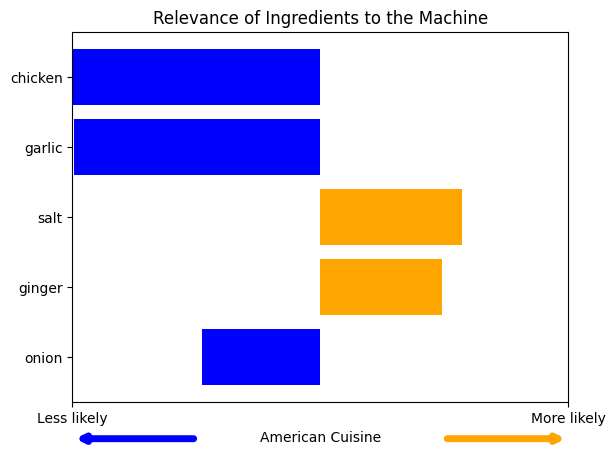 Relevance of Ingredients to the Machine
chicken
garlic
salt
ginger
onion
Less likely
More likely
American Cuisine